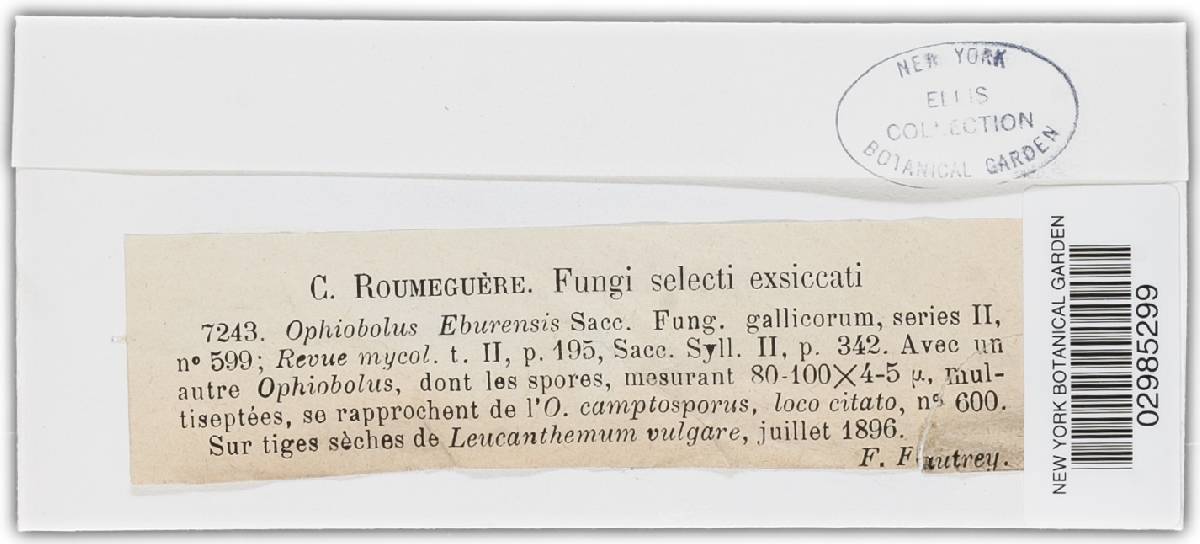 NEW YORK
ELLIS
COLLECTION
BOTANICAL GARDEN
C. ROUMEGUÈRE. Fungi selecti exsiccati
7243. Ophiobolus Eburensis Sacc. Fung. gallicorum, series II,
nº 599; Revue mycol. t. II, p. 195, Sacc. Syll. II, p. 342. Avec un
autre Ophiobolus, dont les spores, mesurant 80-100×4-5 µ, mul-
tiseptées, se rapprochent de l'O. camptosporus, loco citato, nº 600.
Sur tiges sèches de Leucanthemum vulgare, juillet 1896.
F. Fautrey.
NEW YORK BOTANICAL GARDEN
02985299